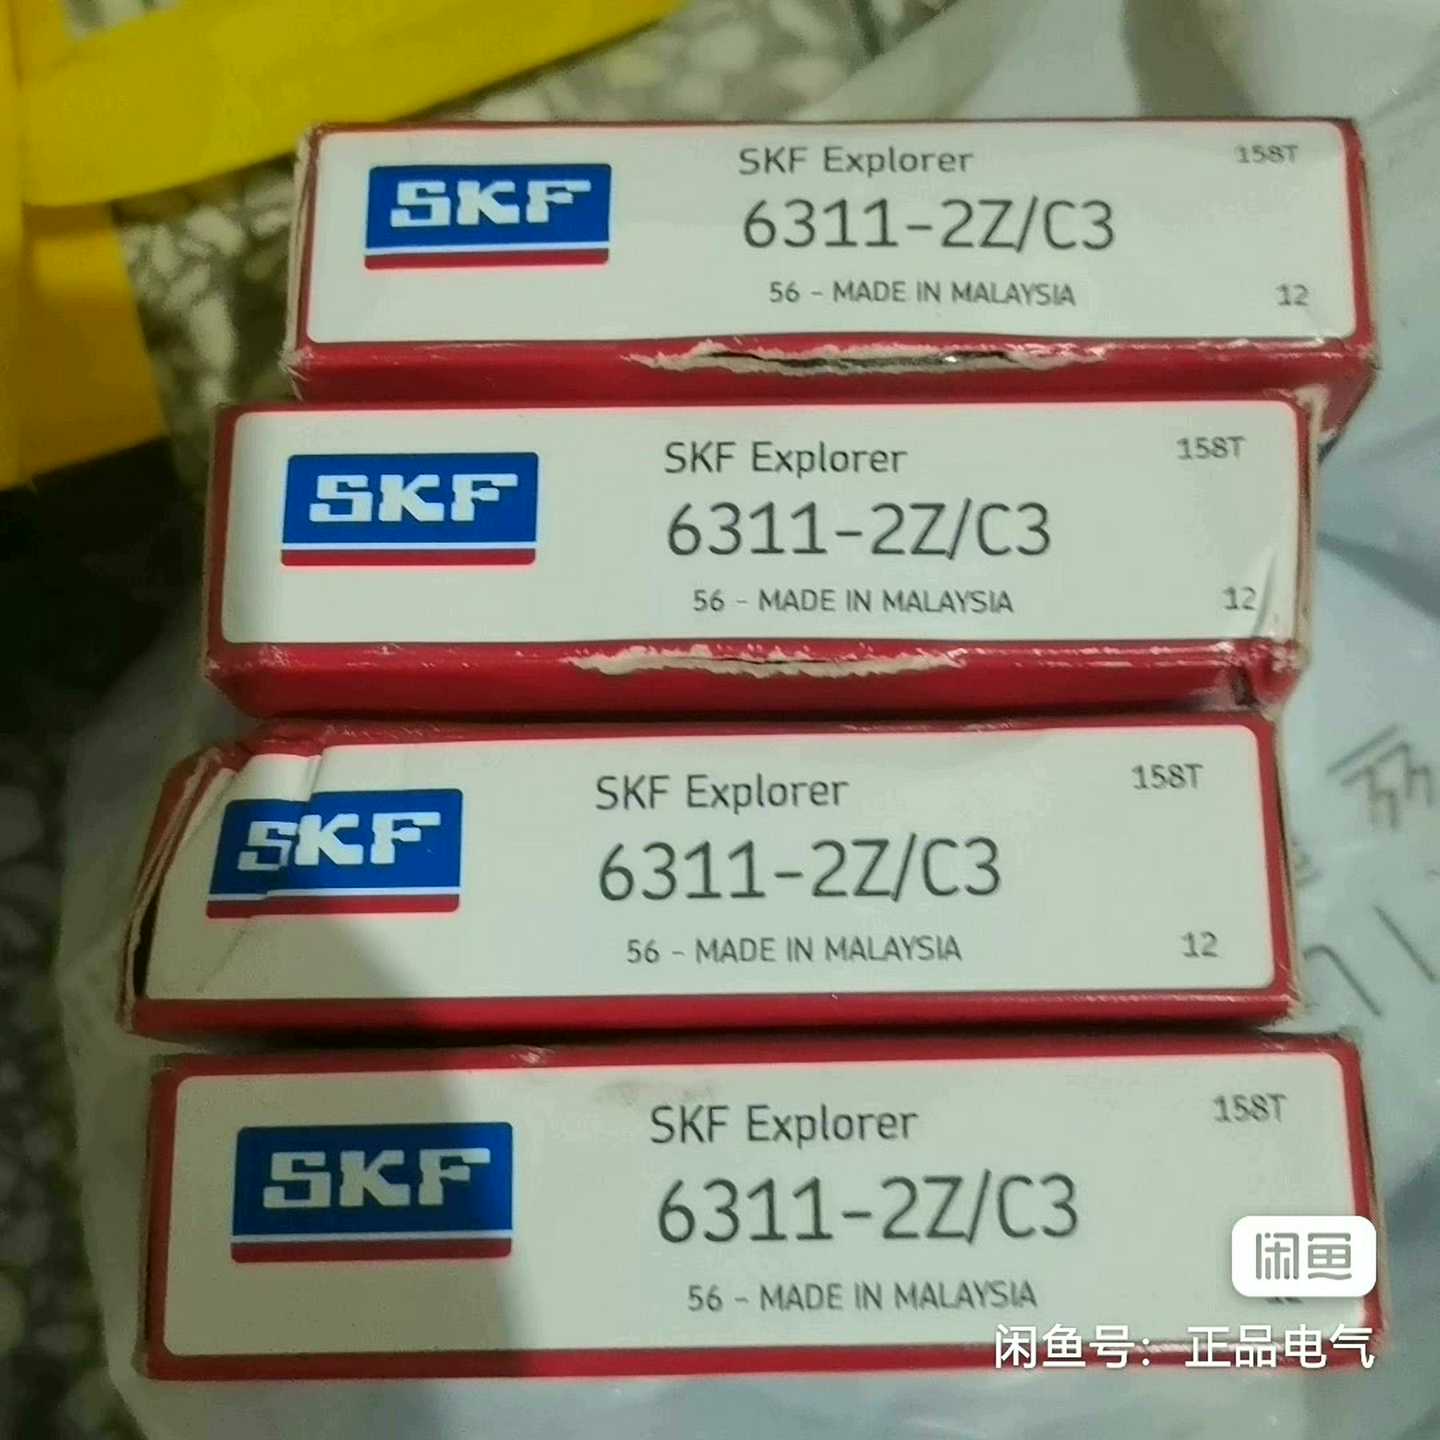 SKF
SKF Explorer
158T
6311-2Z/C3
56 - MADE IN MALAYSIA
12
SKF
SKF Explorer
158T
6311-2Z/C3
56 - MADE IN MALAYSIA
12
SKF
SKF Explorer
158T
6311-2Z/C3
56 - MADE IN MALAYSIA
12
SKF
SKF Explorer
158T
6311-2Z/C3
56 - MADE IN MALAYSIA
闲鱼
闲鱼号：正品电气